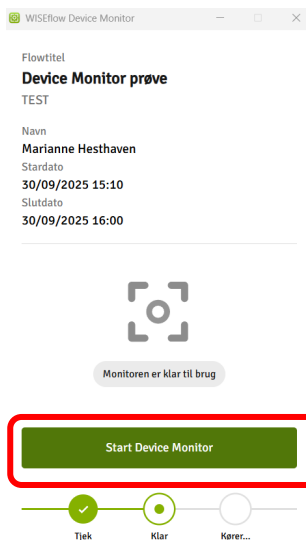 WISEflow Device Monitor
Flowtitel
Device Monitor prøve
TEST
Navn
Marianne Hesthaven
Stardato
30/09/2025 15:10
Slutdato
30/09/2025 16:00
Monitoren er klar til brug
Start Device Monitor
Tjek Klar Kører...